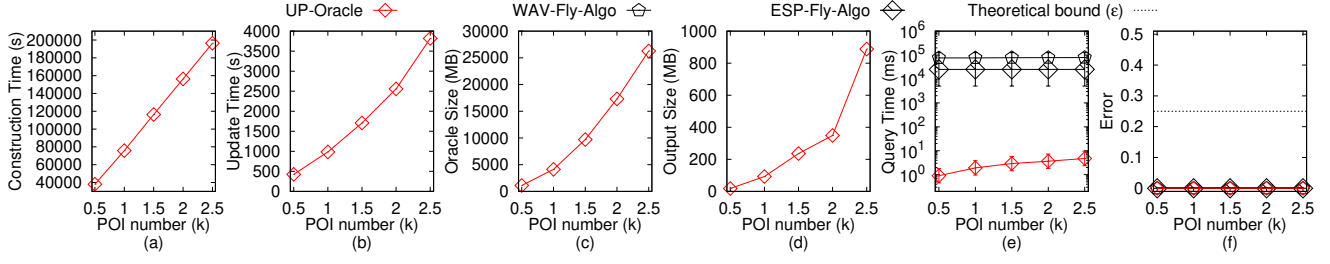 UP-Oracle WAV-Fly-Algo ESP-Fly-Algo Theoretical bound (ε)
Construction Time (s)
200000
180000
160000
140000
120000
100000
80000
60000
40000
0.5 1 1.5 2 2.5
POI number (k)
(a)
Update Time (s)
4000
3500
3000
2500
2000
1500
1000
500
0
0.5 1 1.5 2 2.5
POI number (k)
(b)
Oracle Size (MB)
30000
25000
20000
15000
10000
5000
0
0.5 1 1.5 2 2.5
POI number (k)
(c)
Output Size (MB)
1000
800
600
400
200
0
0.5 1 1.5 2 2.5
POI number (k)
(d)
Query Time (ms)
10⁶
10⁵
10⁴
10³
10²
10¹
10⁰
0.5 1 1.5 2 2.5
POI number (k)
(e)
Error
0.5
0.4
0.3
0.2
0.1
0
0.5 1 1.5 2 2.5
POI number (k)
(f)